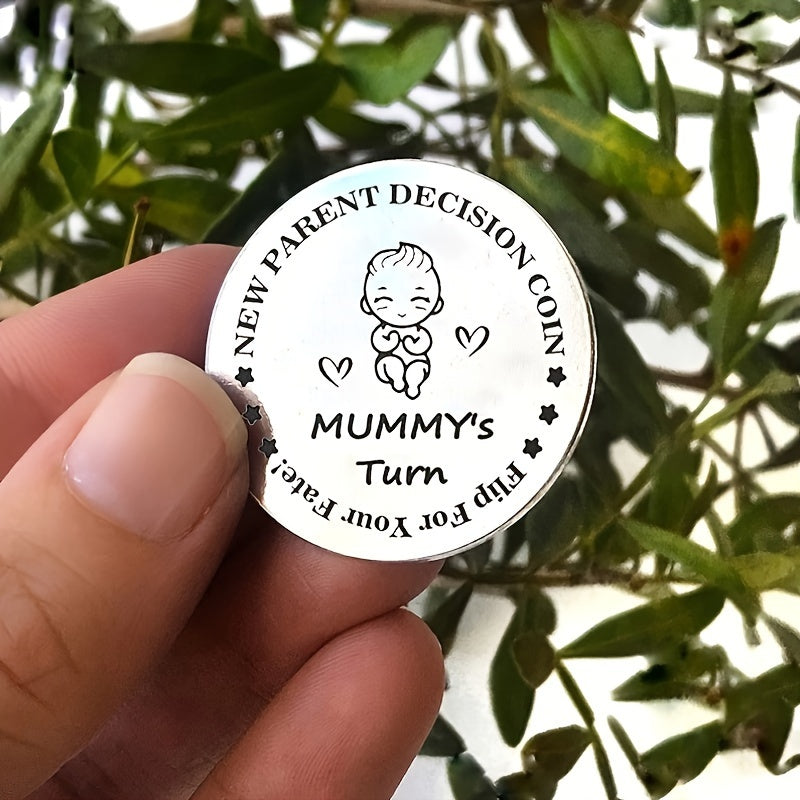 NEW PARENT DECISION COIN
MUMMY's
Turn
Flip For Your Fate!